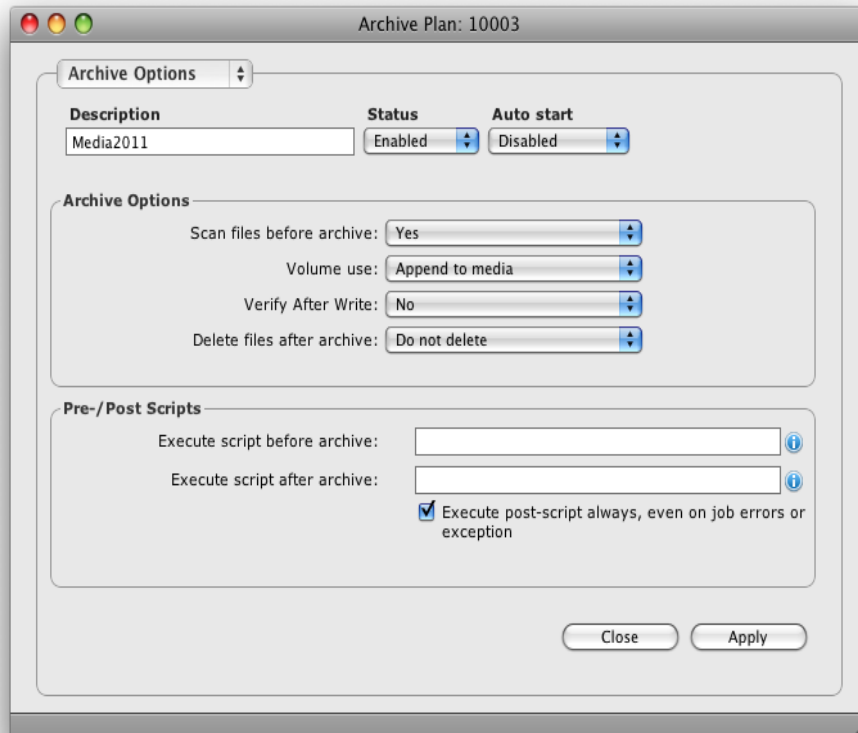 Archive Plan: 10003
Archive Options
Description Status Auto start
Media2011 Enabled Disabled
Archive Options
Scan files before archive: Yes
Volume use: Append to media
Verify After Write: No
Delete files after archive: Do not delete
Pre-/Post Scripts
Execute script before archive:
Execute script after archive:
Execute post-script always, even on job errors or
exception
Close Apply